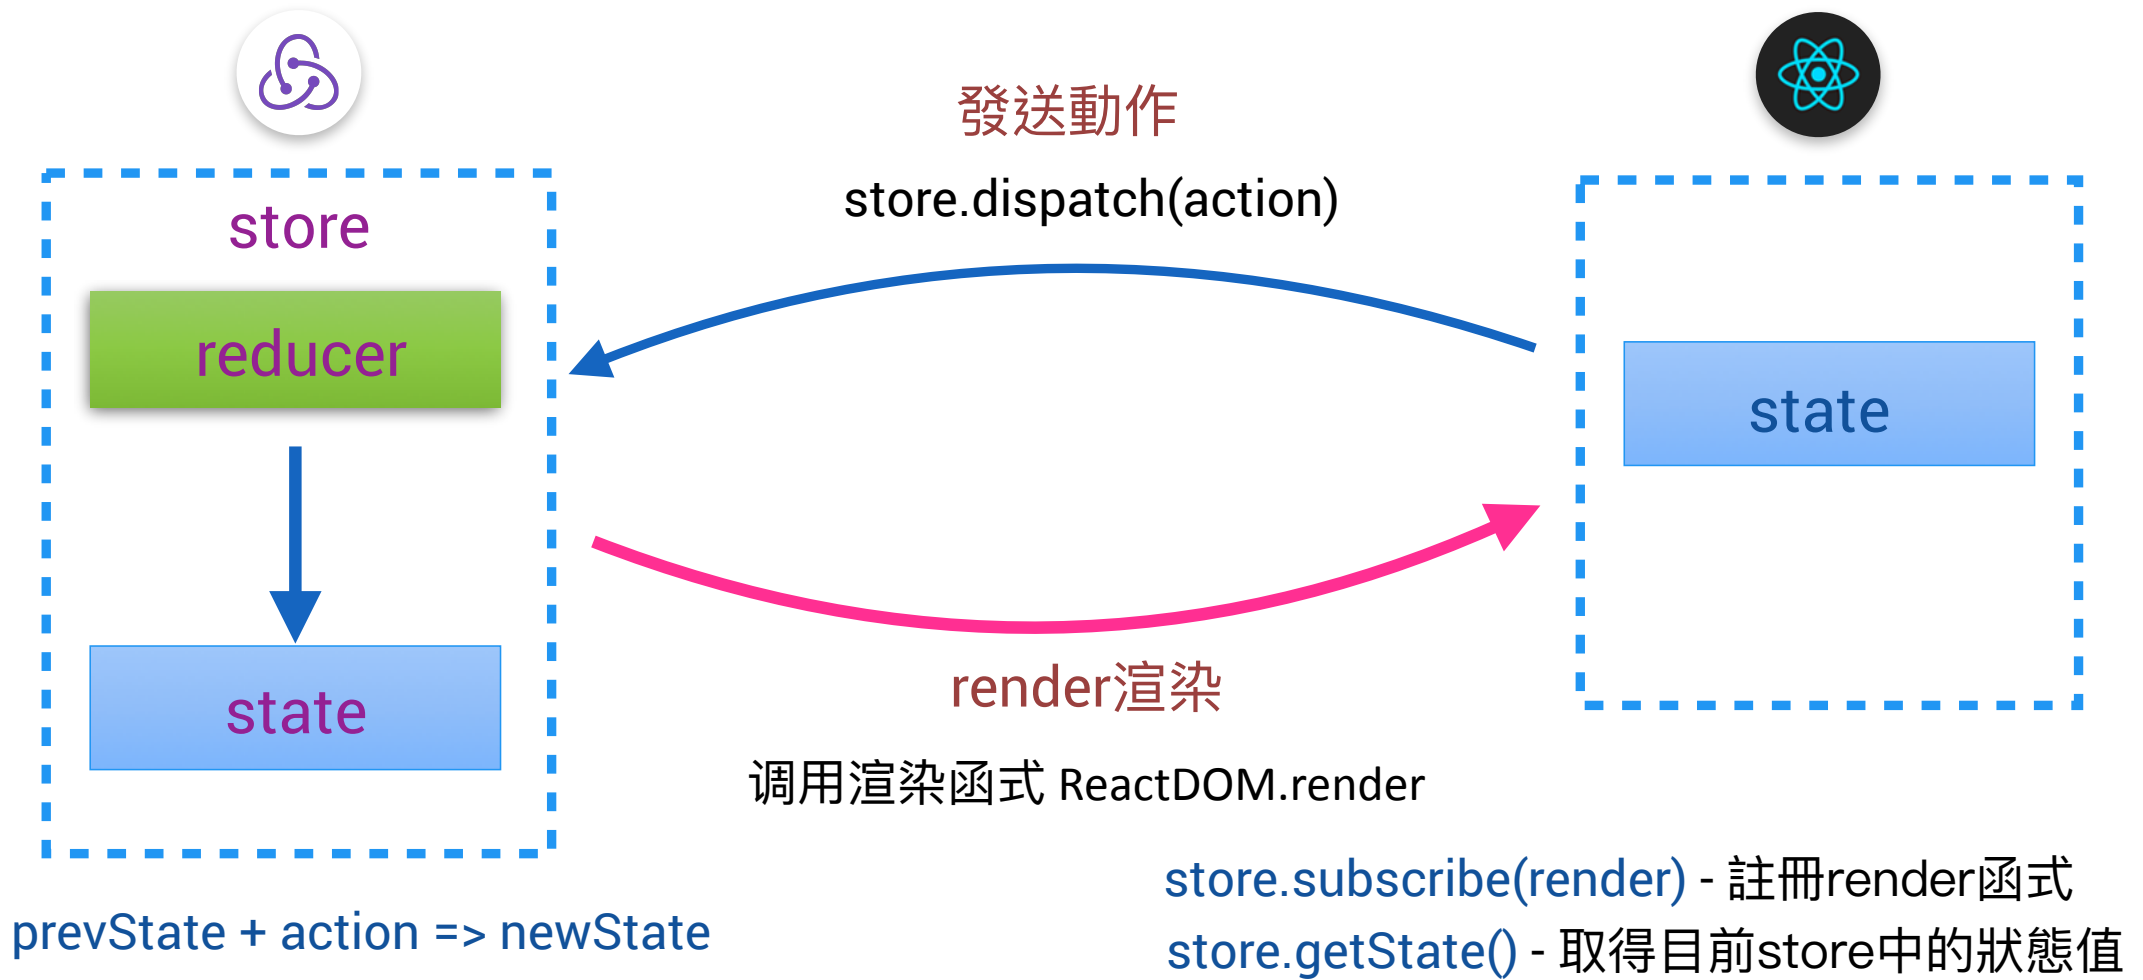 發送動作
store.dispatch(action)
store
reducer
state
state
render渲染
调用渲染函式 ReactDOM.render
store.subscribe(render) - 註冊render函式
prevState + action => newState
store.getState() - 取得目前store中的狀態值